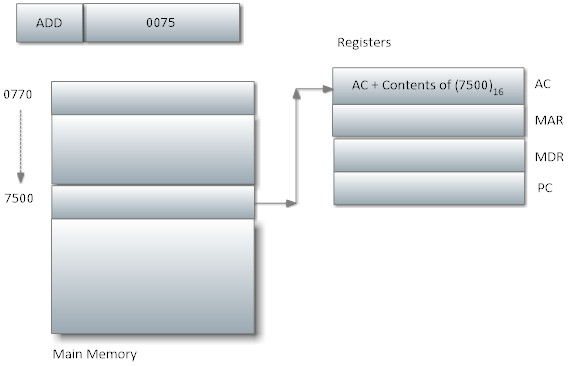 ADD 0075
Registers
0770
AC + Contents of (7500)16
AC
MAR
MDR
7500
PC
Main Memory